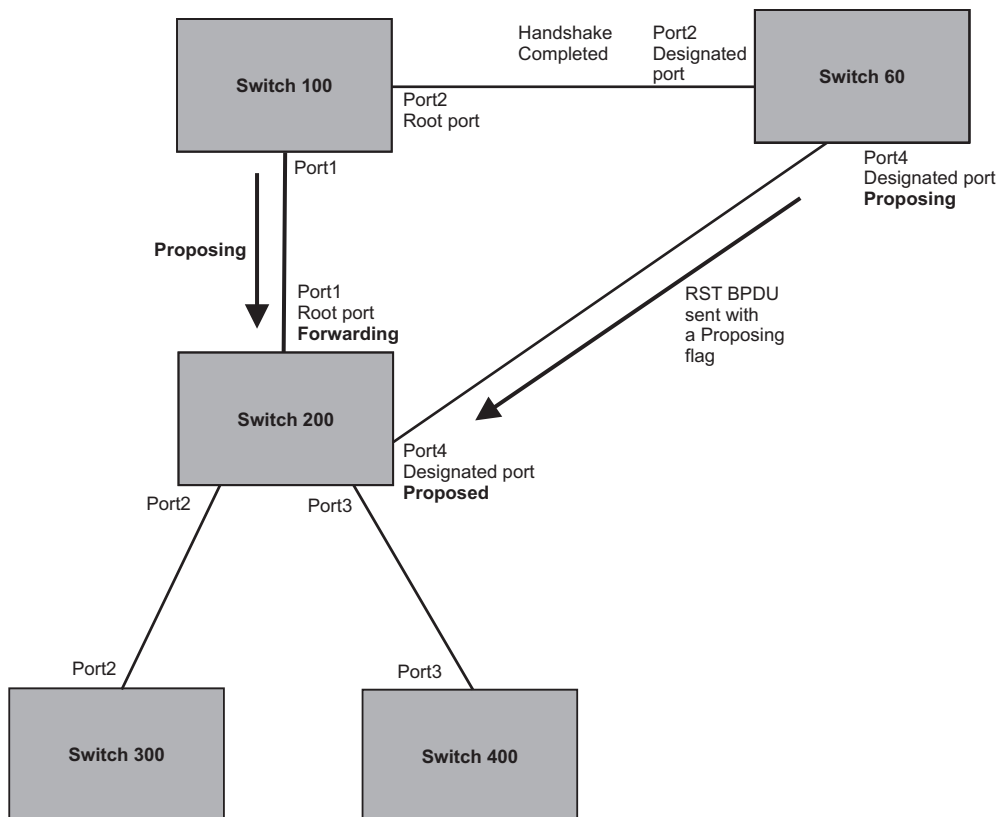 Switch 100
Handshake
Completed
Port2
Designated
port
Switch 60
Port2
Root port
Port1
Port4
Designated port
Proposing
Proposing
Port1
Root port
Forwarding
RST BPDU
sent with
a Proposing
flag
Switch 200
Port4
Designated port
Proposed
Port2
Port3
Port2
Port3
Switch 300
Switch 400